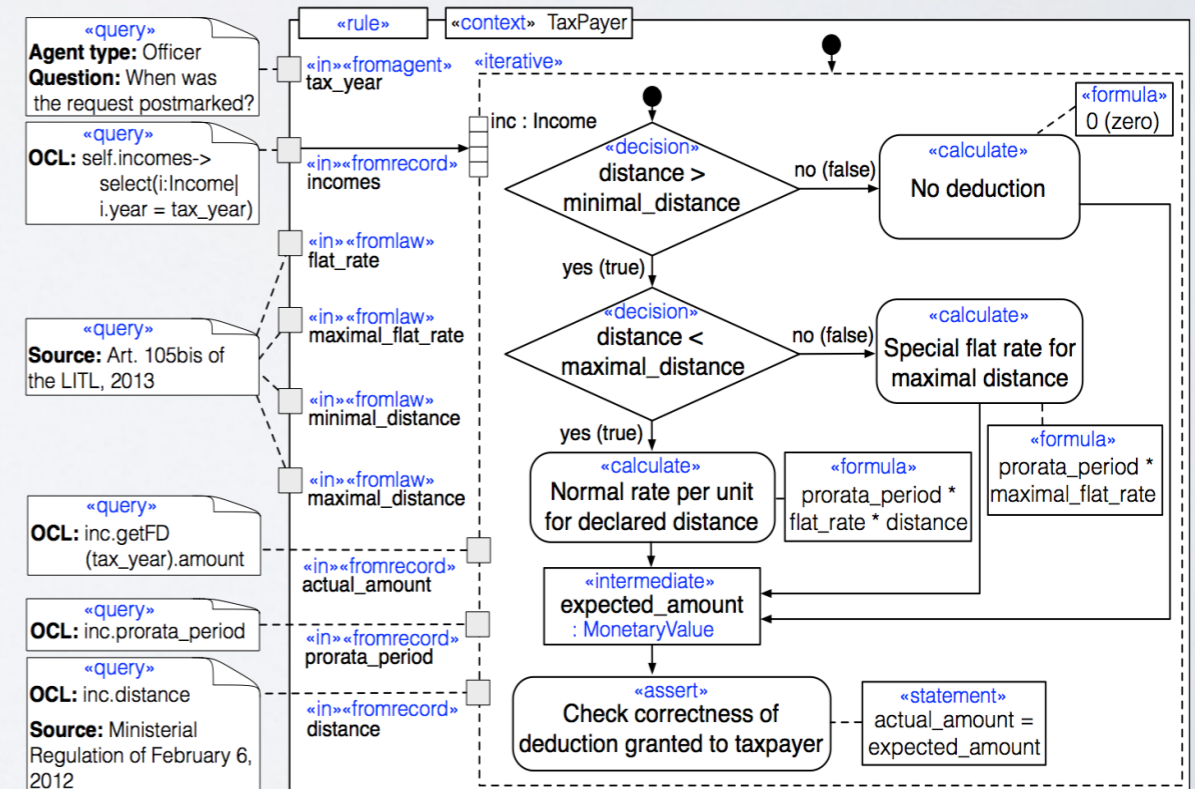 «query»
Agent type: Officer
Question: When was
the request postmarked?
«query»
OCL: self.incomes->
select(i:Income|
i.year = tax_year)
«query»
Source: Art. 105bis of
the LITL, 2013
«query»
OCL: inc.getFD
(tax_year).amount
«query»
OCL: inc.prorata_period
«query»
OCL: inc.distance
Source: Ministerial
Regulation of February 6,
2012
«rule»
«context» TaxPayer
«in»«fromagent»
tax_year
«in»«fromrecord»
incomes
«in»«fromlaw»
flat_rate
«in»«fromlaw»
maximal_flat_rate
«in»«fromlaw»
minimal_distance
«in»«fromlaw»
maximal_distance
«in»«fromrecord»
actual_amount
«in»«fromrecord»
prorata_period
«in»«fromrecord»
distance
«iterative»
inc : Income
«decision»
distance >
minimal_distance
no (false)
«calculate»
No deduction
«formula»
0 (zero)
yes (true)
«decision»
distance <
maximal_distance
no (false)
«calculate»
Special flat rate for
maximal distance
«formula»
prorata_period *
maximal_flat_rate
yes (true)
«calculate»
Normal rate per unit
for declared distance
«formula»
prorata_period *
flat_rate * distance
«intermediate»
expected_amount
: MonetaryValue
«assert»
Check correctness of
deduction granted to taxpayer
«statement»
actual_amount =
expected_amount